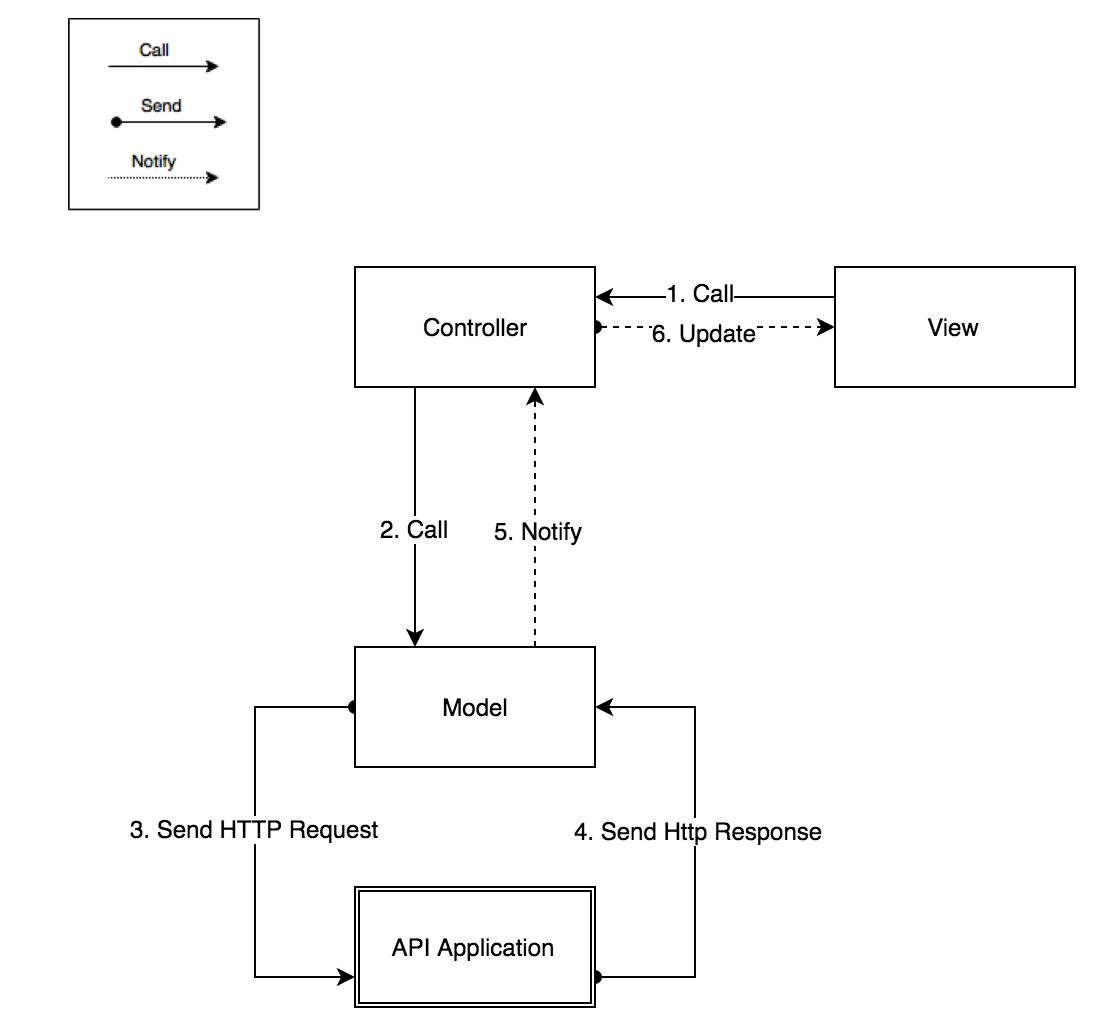 Call
Send
Notify
1. Call
Controller
6. Update
View
2. Call
5. Notify
Model
3. Send HTTP Request
4. Send Http Response
API Application